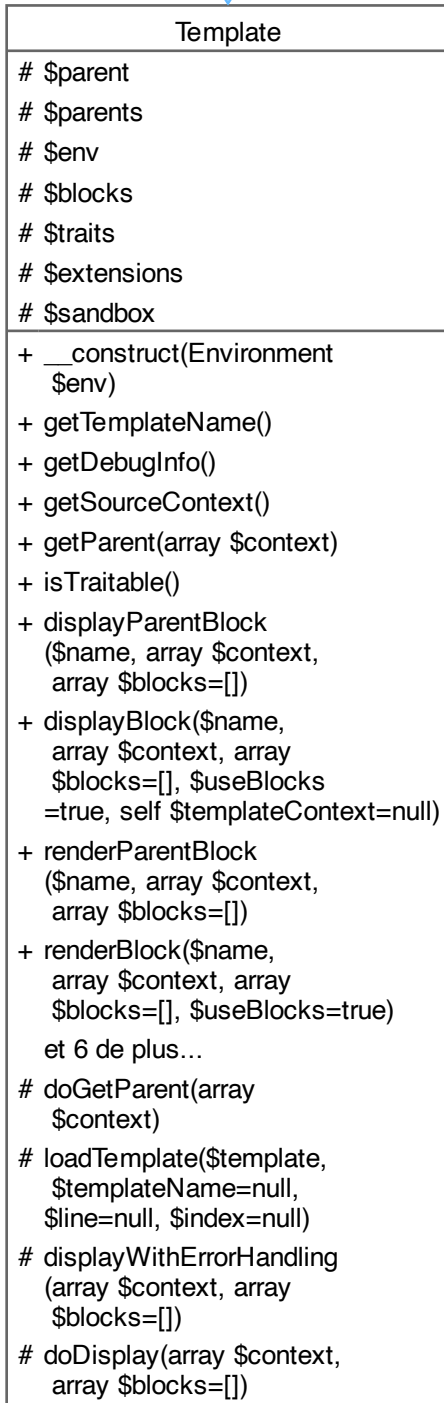 Template
# $parent
# $parents
# $env
# $blocks
# $traits
# $extensions
# $sandbox
+ __construct(Environment
$env)
+ getTemplateName()
+ getDebugInfo()
+ getSourceContext()
+ getParent(array $context)
+ isTraitable()
+ displayParentBlock
($name, array $context,
array $blocks=[])
+ displayBlock($name,
array $context, array
$blocks=[], $useBlocks
=true, self $templateContext=null)
+ renderParentBlock
($name, array $context,
array $blocks=[])
+ renderBlock($name,
array $context, array
$blocks=[], $useBlocks=true)
et 6 de plus...
# doGetParent(array
$context)
# loadTemplate($template,
$templateName=null,
$line=null, $index=null)
# displayWithErrorHandling
(array $context, array
$blocks=[])
# doDisplay(array $context,
array $blocks=[])